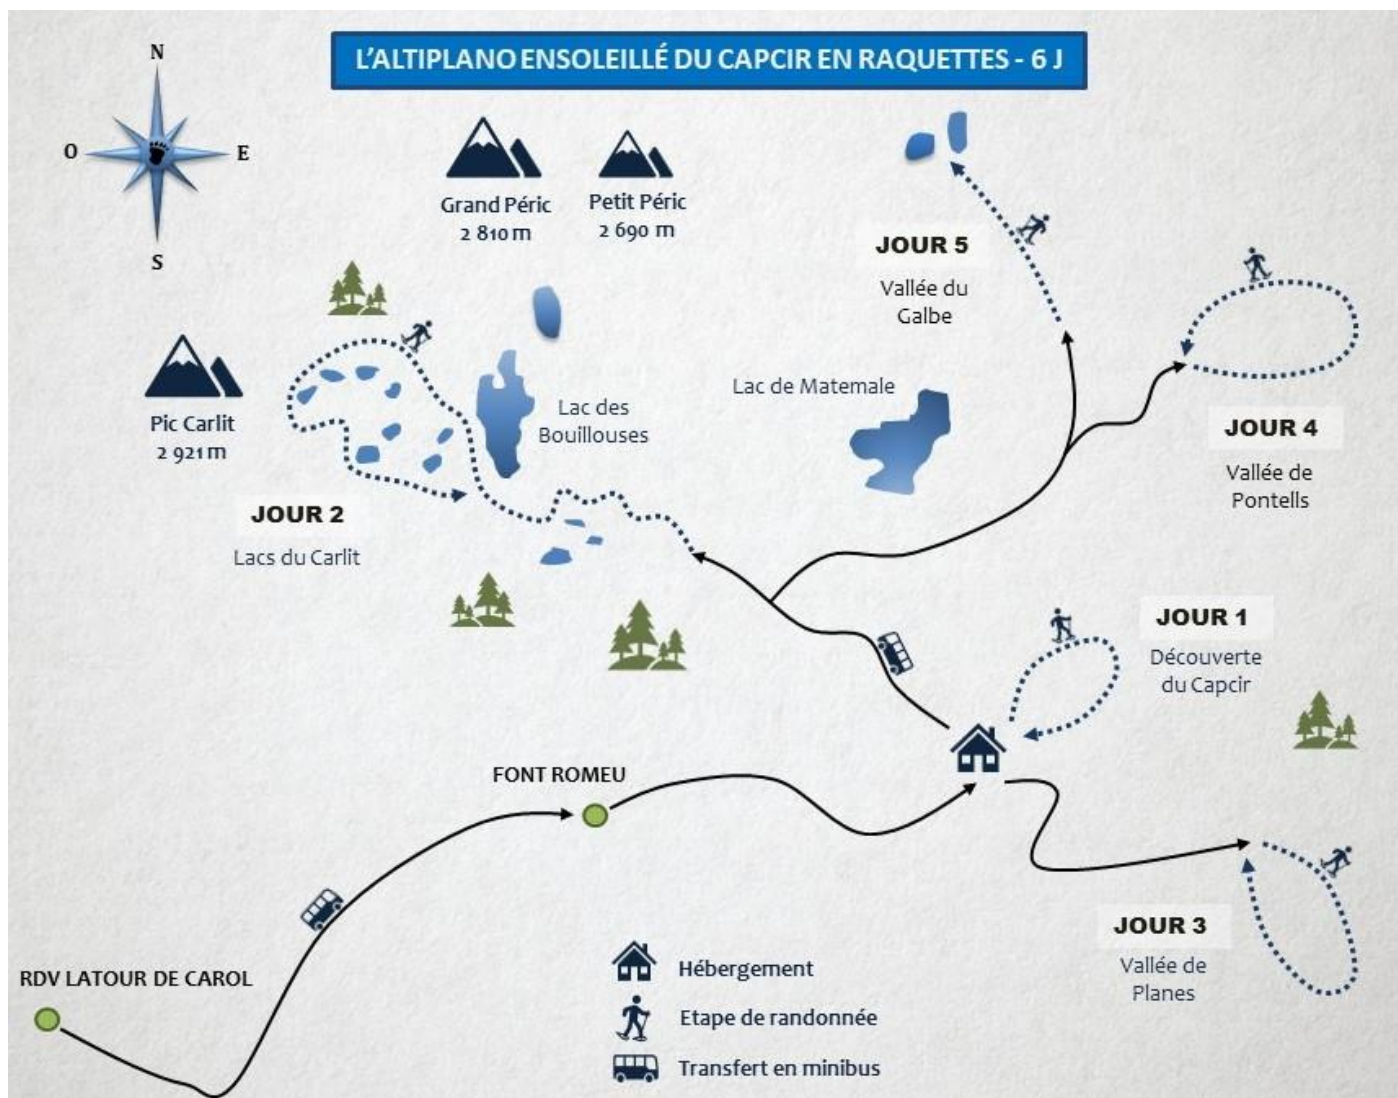 L'ALTIPLANO ENSOLEILLÉ DU CAPCIR EN RAQUETTES - 6 J
N
O
E
S
Grand Péric
2 810 m
Petit Péric
2 690 m
JOUR 5
Vallée du
Galbe
Pic Carlit
2 921 m
Lac des
Bouillouses
Lac de Matemale
JOUR 4
Vallée de
Pontells
JOUR 2
Lacs du Carlit
JOUR 1
Découverte
du Capcir
FONT ROMEU
JOUR 3
Vallée de
Planes
RDV LATOUR DE CAROL
Hébergement
Etape de randonnée
Transfert en minibus